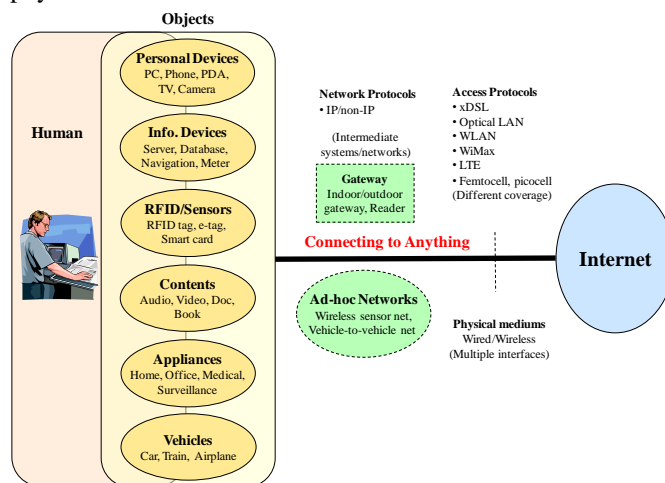 Objects
Human
Personal Devices
PC, Phone, PDA,
TV, Camera
Info. Devices
Server, Database,
Navigation, Meter
RFID/Sensors
RFID tag, e-tag,
Smart card
Contents
Audio, Video, Doc,
Book
Appliances
Home, Office, Medical,
Surveillance
Vehicles
Car, Train, Airplane
Network Protocols
• IP/non-IP
(Intermediate
systems/networks)
Gateway
Indoor/outdoor
gateway, Reader
Connecting to Anything
Ad-hoc Networks
Wireless sensor net,
Vehicle-to-vehicle net
Access Protocols
• xDSL
• Optical LAN
• WLAN
• WiMax
• LTE
• Femtocell, picocell
(Different coverage)
Physical mediums
Wired/Wireless
(Multiple interfaces)
Internet